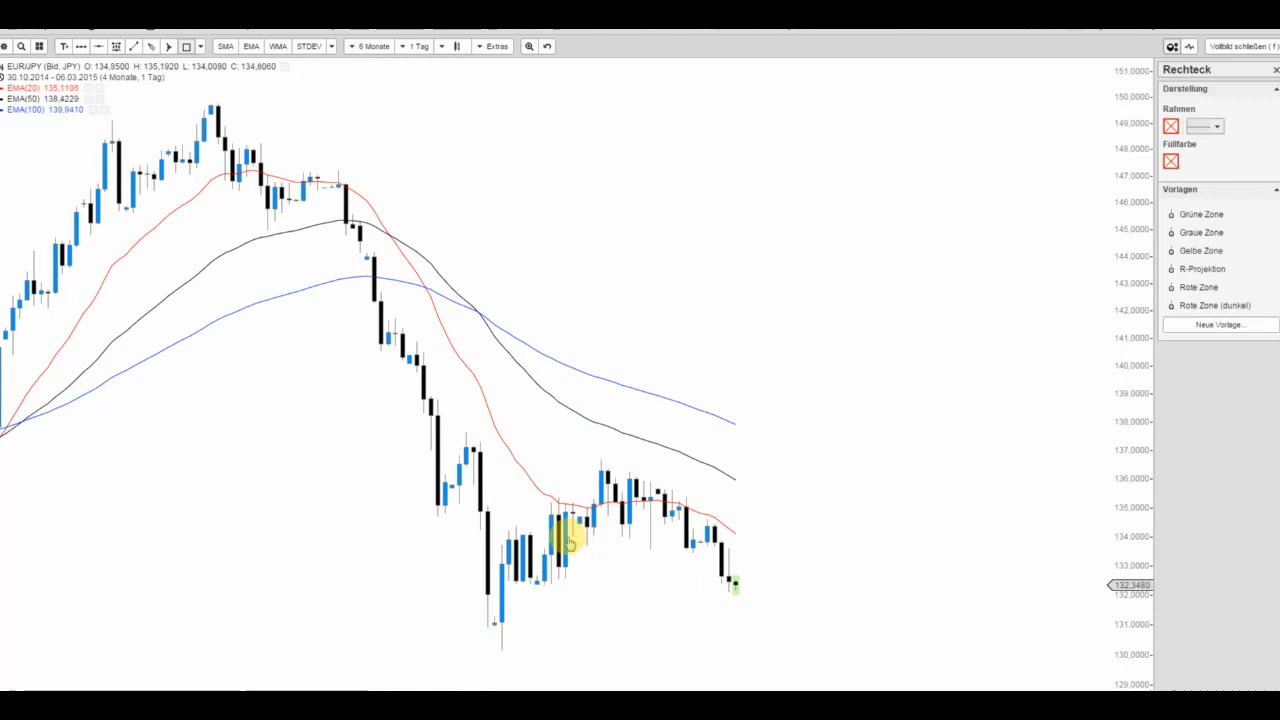 SMA EMA WMA STDEV 6 Monate 1 Tag Extras Vollbild schließen ( f )
EUR/JPY (Bid, JPY) O: 134,8500 H: 135,1920 L: 134,0080 C: 134,8060
30.10.2014 - 06.03.2015 (4 Monate, 1 Tag)
EMA(20) 135,1106
EMA(50) 138,4229
EMA(100) 139,9410
151,0000
150,0000
149,0000
148,0000
147,0000
146,0000
145,0000
144,0000
143,0000
142,0000
141,0000
140,0000
139,0000
138,0000
137,0000
136,0000
135,0000
134,0000
133,0000
132,3480
132,0000
131,0000
130,0000
129,0000
Rechteck
Darstellung
Rahmen
Füllfarbe
Vorlagen
Grüne Zone
Graue Zone
Gelbe Zone
R-Projektion
Rote Zone
Rote Zone (dunkel)
Neue Vorlage...